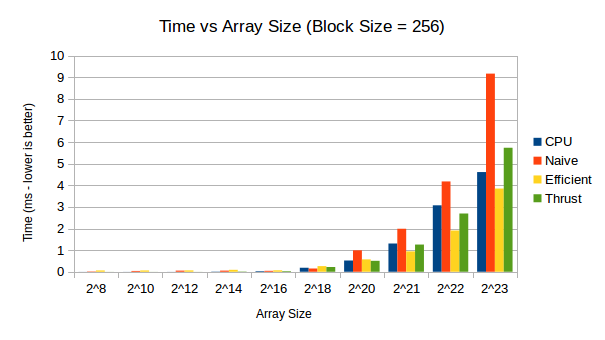 Time vs Array Size (Block Size = 256)
10
9
8
7
6
5
4
3
2
1
0
Time (ms - lower is better)
2^8 2^10 2^12 2^14 2^16 2^18 2^20 2^21 2^22 2^23
Array Size
CPU
Naive
Efficient
Thrust